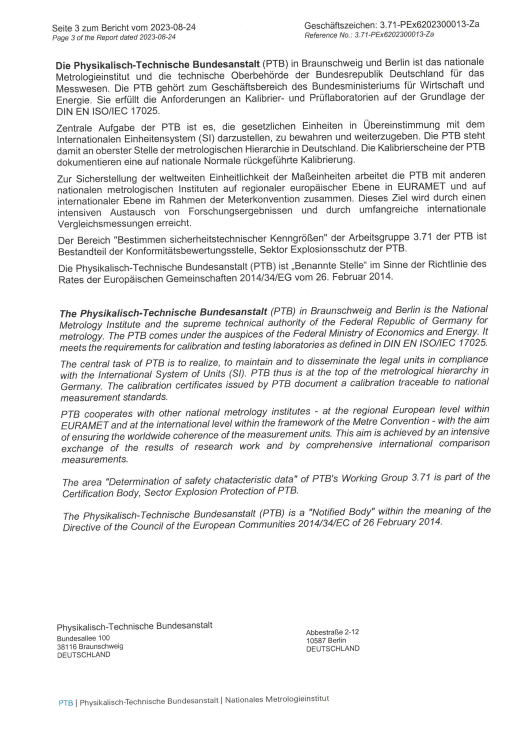 Seite 3 zum Bericht vom 2023-08-24
Page 3 of the Report dated 2023-08-24
Geschäftszeichen: 3.71-PEx6202300013-Za
Reference No.: 3.71-PEx6202300013-Za
Die Physikalisch-Technische Bundesanstalt (PTB) in Braunschweig und Berlin ist das nationale
Metrologieinstitut und die technische Oberbehörde der Bundesrepublik Deutschland für das
Messwesen. Die PTB gehört zum Geschäftsbereich des Bundesministeriums für Wirtschaft und
Energie. Sie erfüllt die Anforderungen an Kalibrier- und Prüflaboratorien auf der Grundlage der
DIN EN ISO/IEC 17025.
Zentrale Aufgabe der PTB ist es, die gesetzlichen Einheiten in Übereinstimmung mit dem
Internationalen Einheitensystem (SI) darzustellen, zu bewahren und weiterzugeben. Die PTB steht
damit an oberster Stelle der metrologischen Hierarchie in Deutschland. Die Kalibrierscheine der PTB
dokumentieren eine auf nationale Normale rückgeführte Kalibrierung.
Zur Sicherstellung der weltweiten Einheitlichkeit der Maßeinheiten arbeitet die PTB mit anderen
nationalen metrologischen Instituten auf regionaler europäischer Ebene in EURAMET und auf
internationaler Ebene im Rahmen der Meterkonvention zusammen. Dieses Ziel wird durch einen
intensiven Austausch von Forschungsergebnissen und durch umfangreiche internationale
Vergleichsmessungen erreicht.
Der Bereich "Bestimmen sicherheitstechnischer Kenngrößen" der Arbeitsgruppe 3.71 der PTB ist
Bestandteil der Konformitätsbewertungsstelle, Sektor Explosionsschutz der PTB.
Die Physikalisch-Technische Bundesanstalt (PTB) ist „Benannte Stelle" im Sinne der Richtlinie des
Rates der Europäischen Gemeinschaften 2014/34/EG vom 26. Februar 2014.
The Physikalisch-Technische Bundesanstalt (PTB) in Braunschweig and Berlin is the National
Metrology Institute and the supreme technical authority of the Federal Republic of Germany for
metrology. The PTB comes under the auspices of the Federal Ministry of Economics and Energy. It
meets the requirements for calibration and testing laboratories as defined in DIN EN ISO/IEC 17025.
The central task of PTB is to realize, to maintain and to disseminate the legal units in compliance
with the International System of Units (SI). PTB thus is at the top of the metrological hierarchy in
Germany. The calibration certificates issued by PTB document a calibration traceable to national
measurement standards.
PTB cooperates with other national metrology institutes - at the regional European level within
EURAMET and at the international level within the framework of the Metre Convention - with the aim
of ensuring the worldwide coherence of the measurement units. This aim is achieved by an intensive
exchange of the results of research work and by comprehensive international comparison
measurements.
The area "Determination of safety chatacteristic data" of PTB's Working Group 3.71 is part of the
Certification Body, Sector Explosion Protection of PTB.
The Physikalisch-Technische Bundesanstalt (PTB) is a "Notified Body" within the meaning of the
Directive of the Council of the European Communities 2014/34/EC of 26 February 2014.
Physikalisch-Technische Bundesanstalt
Bundesallee 100
38116 Braunschweig
DEUTSCHLAND
Abbestraße 2-12
10587 Berlin
DEUTSCHLAND
PTB | Physikalisch-Technische Bundesanstalt | Nationales Metrologieinstitut